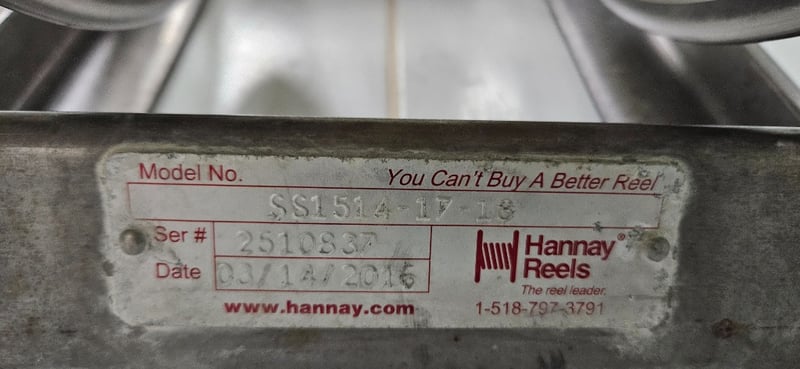 Model No.
You Can't Buy A Better Reel
SS1514-17-18
Ser #
2510837
Date
03/14/2016
Hannay®
Reels
The reel leader.
www.hannay.com
1-518-797-3791